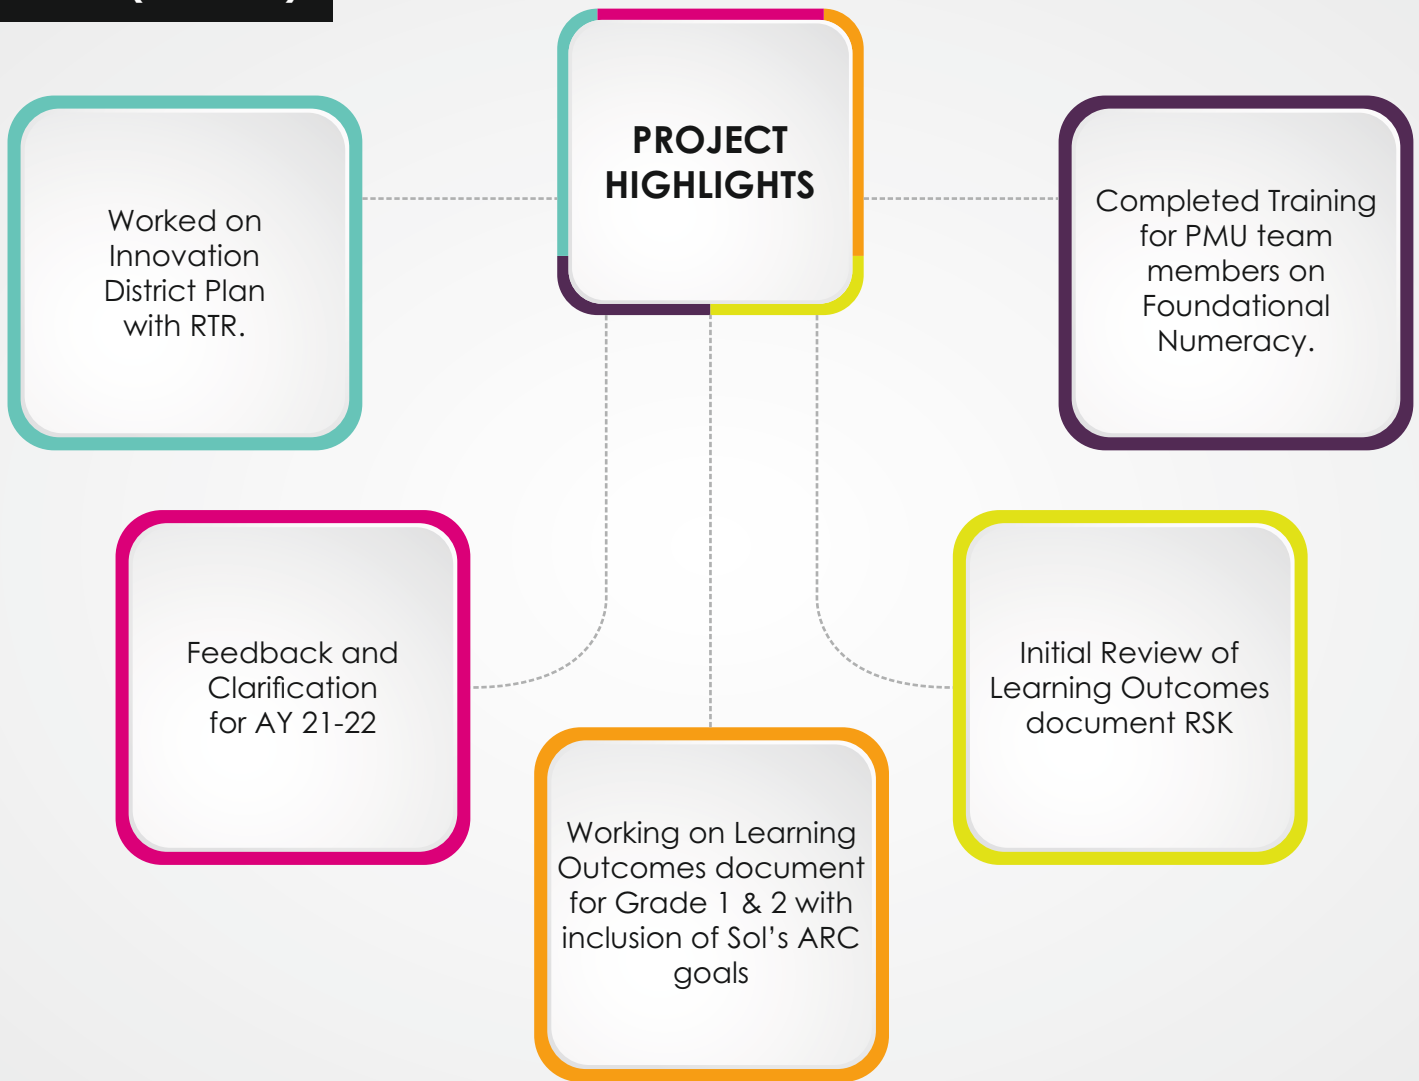 PROJECT
HIGHLIGHTS
Worked on
Innovation
District Plan
with RTR.
Completed Training
for PMU team
members on
Foundational
Numeracy.
Feedback and
Clarification
for AY 21-22
Initial Review of
Learning Outcomes
document RSK
Working on Learning
Outcomes document
for Grade 1 & 2 with
inclusion of Sol’s ARC
goals